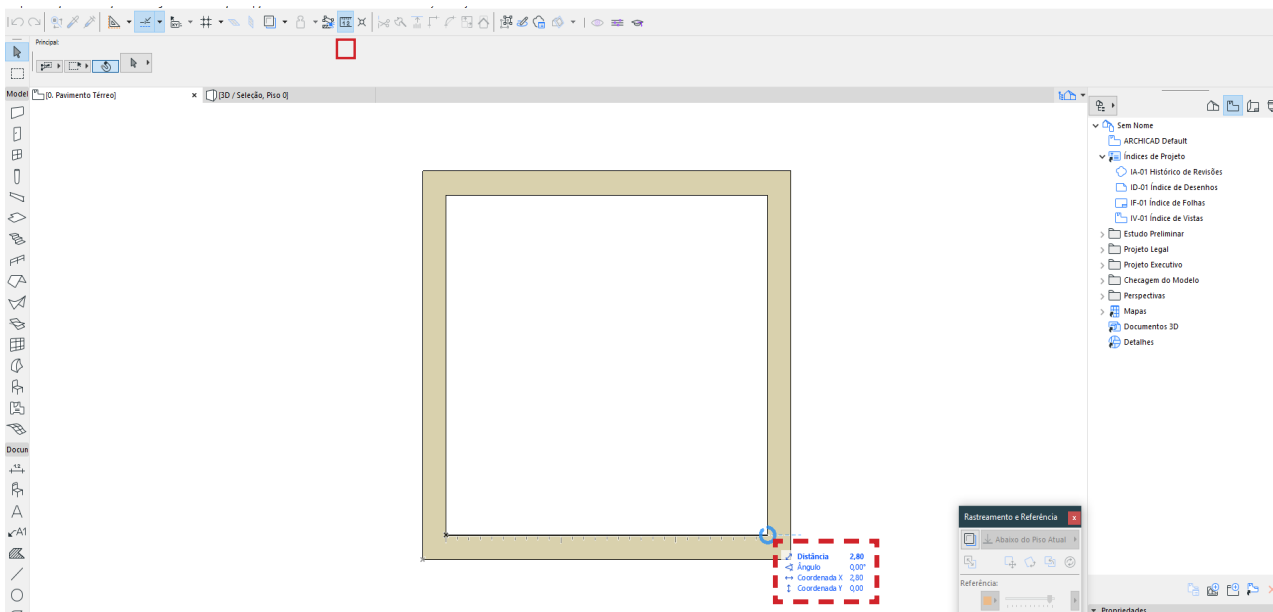 Principal:
Model
[0. Pavimento Térreo]
[3D / Seleção, Piso 0]
Sem Nome
ARCHICAD Default
Índices de Projeto
IA-01 Histórico de Revisões
ID-01 Índice de Desenhos
IF-01 Índice de Folhas
IV-01 Índice de Vistas
Estudo Preliminar
Projeto Legal
Projeto Executivo
Checagem do Modelo
Perspectivas
Mapas
Documentos 3D
Detalhes
Docun
1.2
A
A1
Distância 2,80
Ângulo 0,00°
Coordenada X 2,80
Coordenada Y 0,00
Rastreamento e Referência
Abaixo do Piso Atual
Referência:
Propriedades